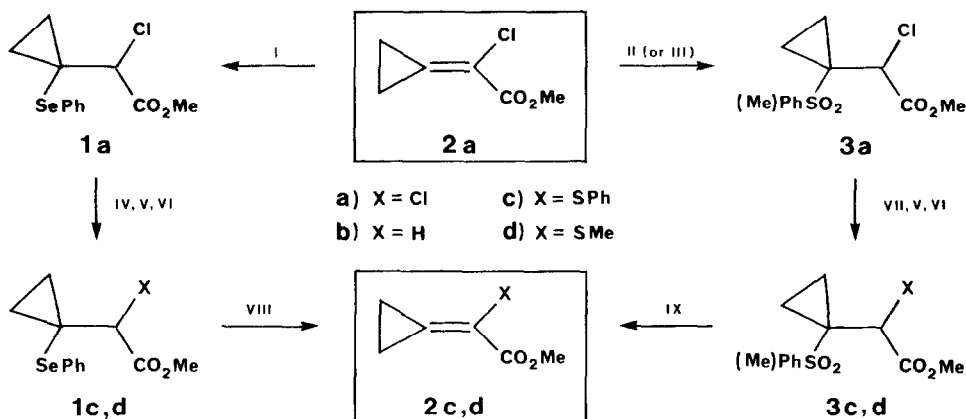 Cl
CO₂Me
SePh
1a
I
Cl
CO₂Me
2a
II (or III)
Cl
CO₂Me
(Me)PhSO₂
3a
IV, V, VI
a) X = Cl
c) X = SPh
b) X = H
d) X = SMe
VII, V, VI
X
CO₂Me
SePh
1c,d
VIII
X
CO₂Me
2c,d
IX
X
CO₂Me
(Me)PhSO₂
3c,d